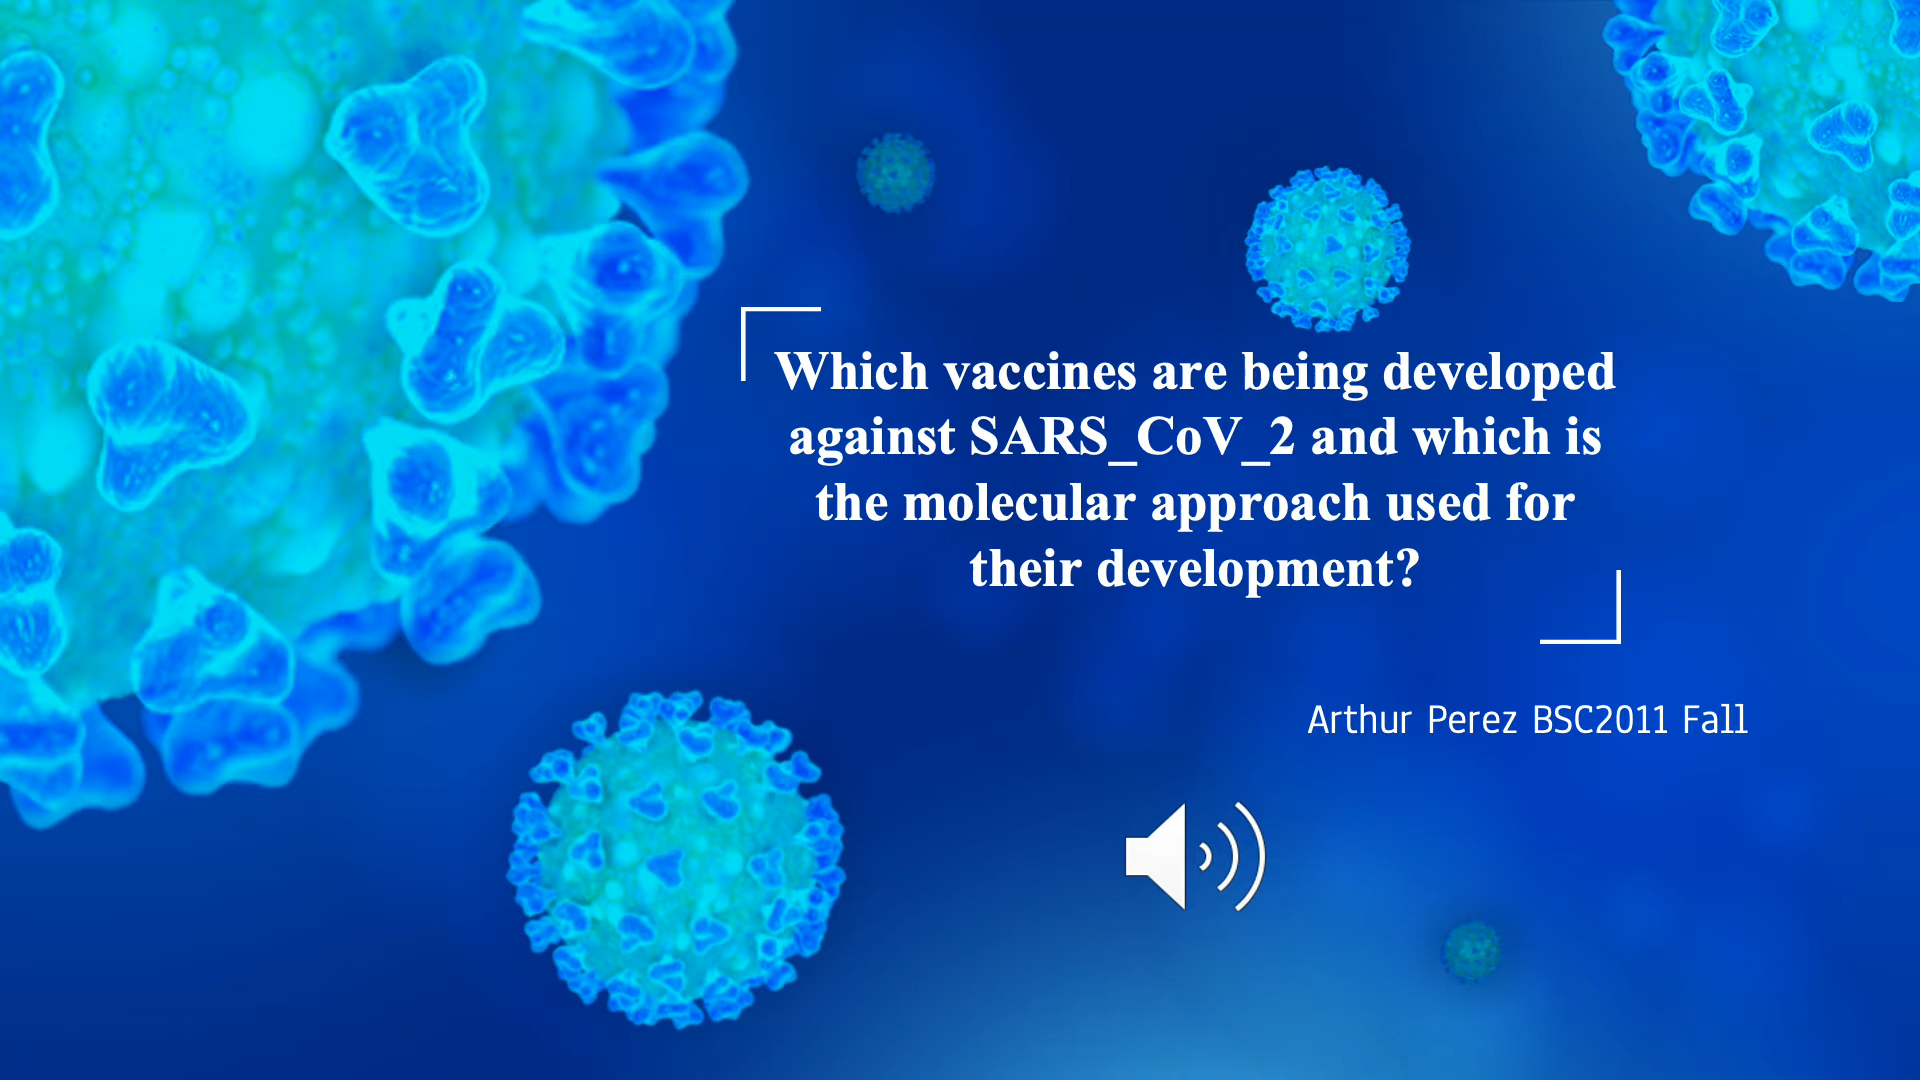 Which vaccines are being developed
against SARS_CoV_2 and which is
the molecular approach used for
their development?
Arthur Perez BSC2011 Fall